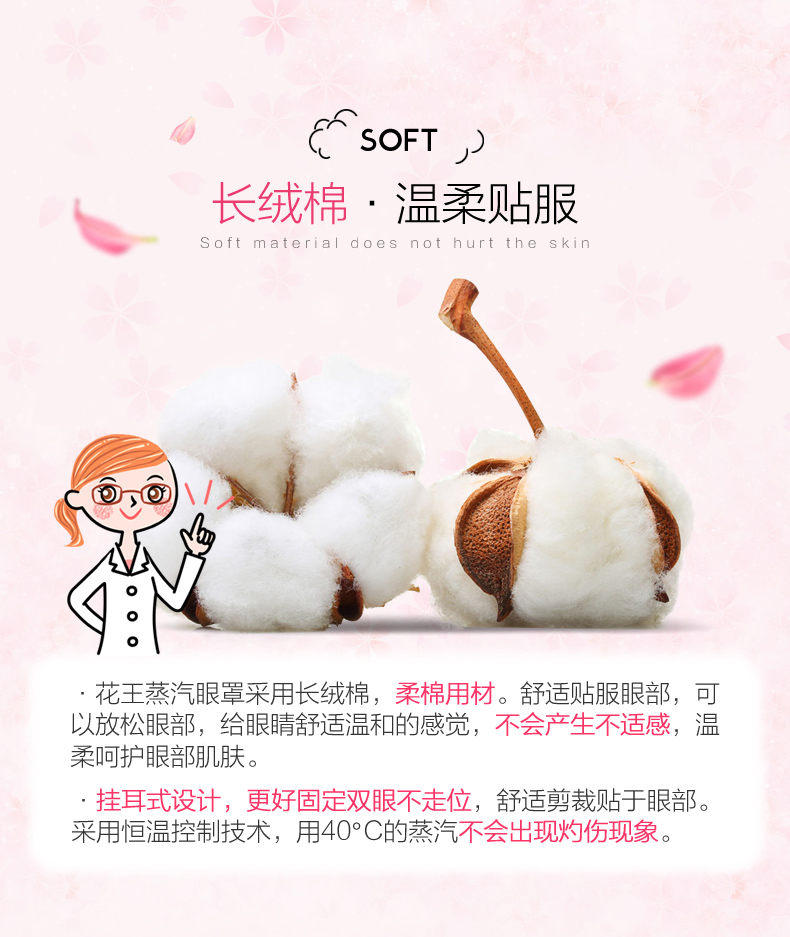 SOFT
长绒棉·温柔贴服
Soft material does not hurt the skin
·花王蒸汽眼罩采用长绒棉，柔棉用材。舒适贴服眼部，可
以放松眼部，给眼睛舒适温和的感觉，不会产生不适感，温
柔呵护眼部肌肤。
·挂耳式设计，更好固定双眼不走位，舒适剪裁贴于眼部。
采用恒温控制技术，用40°C的蒸汽不会出现灼伤现象。